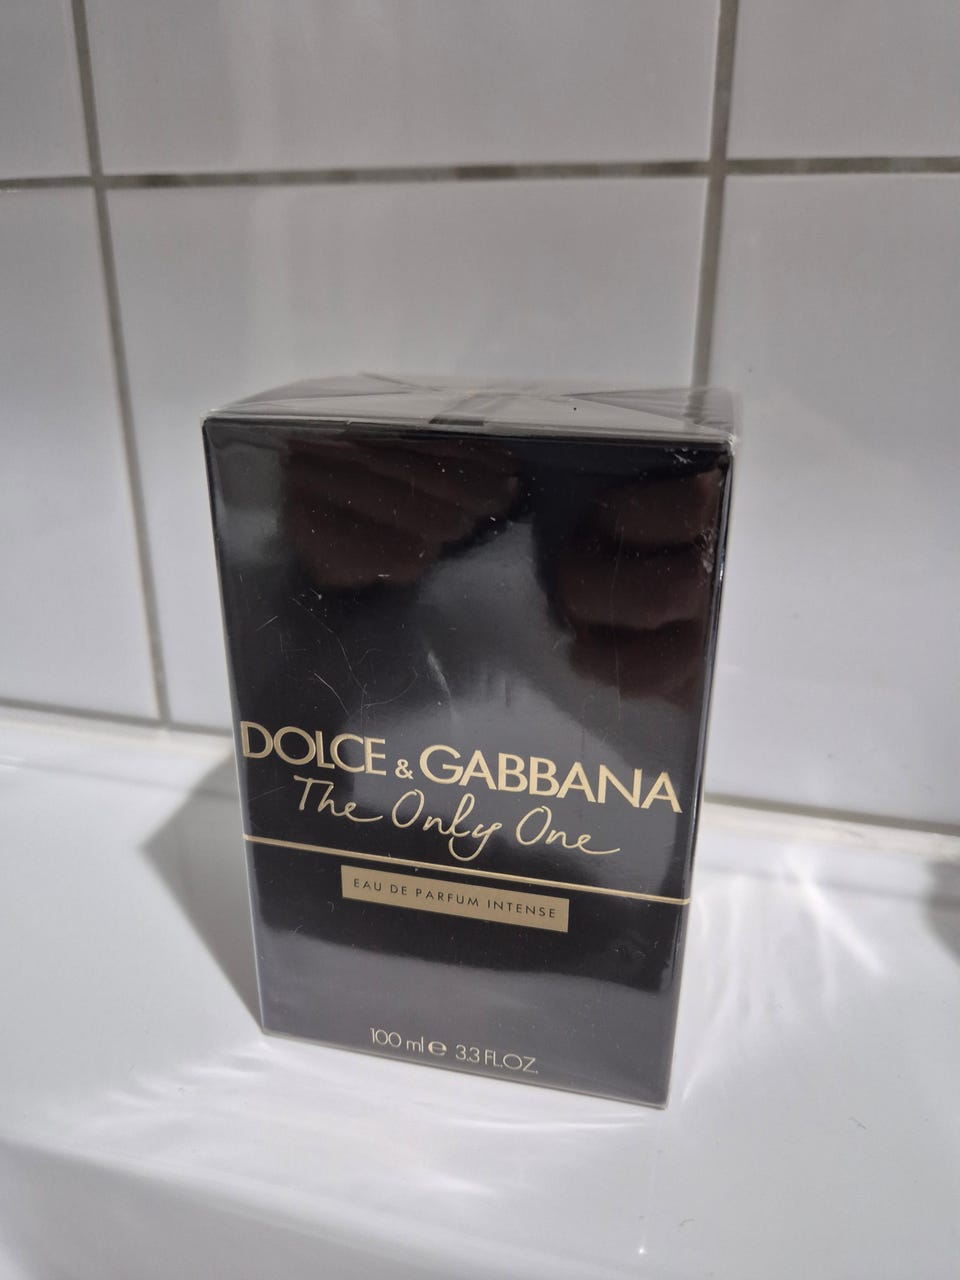 DOLCE & GABBANA
The Only One
EAU DE PARFUM INTENSE
100 ml ℮ 3.3 FL.OZ.